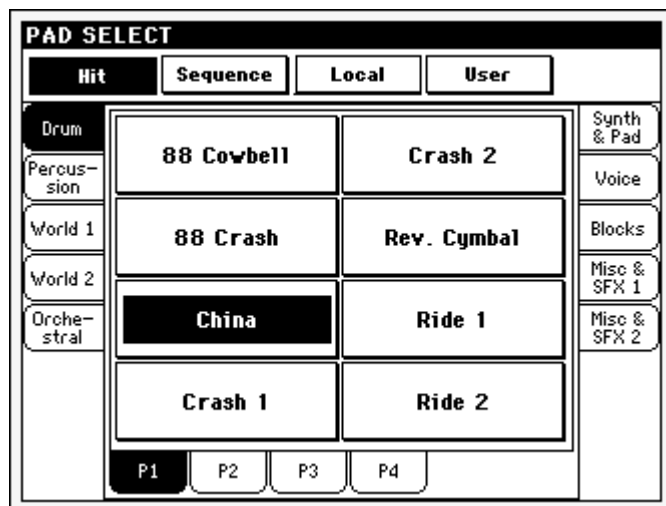 PAD SELECT
Hit
Sequence
Local
User
Drum
Percus-
sion
World 1
World 2
Orche-
stral
88 Cowbell
Crash 2
88 Crash
Rev. Cymbal
China
Ride 1
Crash 1
Ride 2
Synth
& Pad
Voice
Blocks
Misc &
SFX 1
Misc &
SFX 2
P1
P2
P3
P4